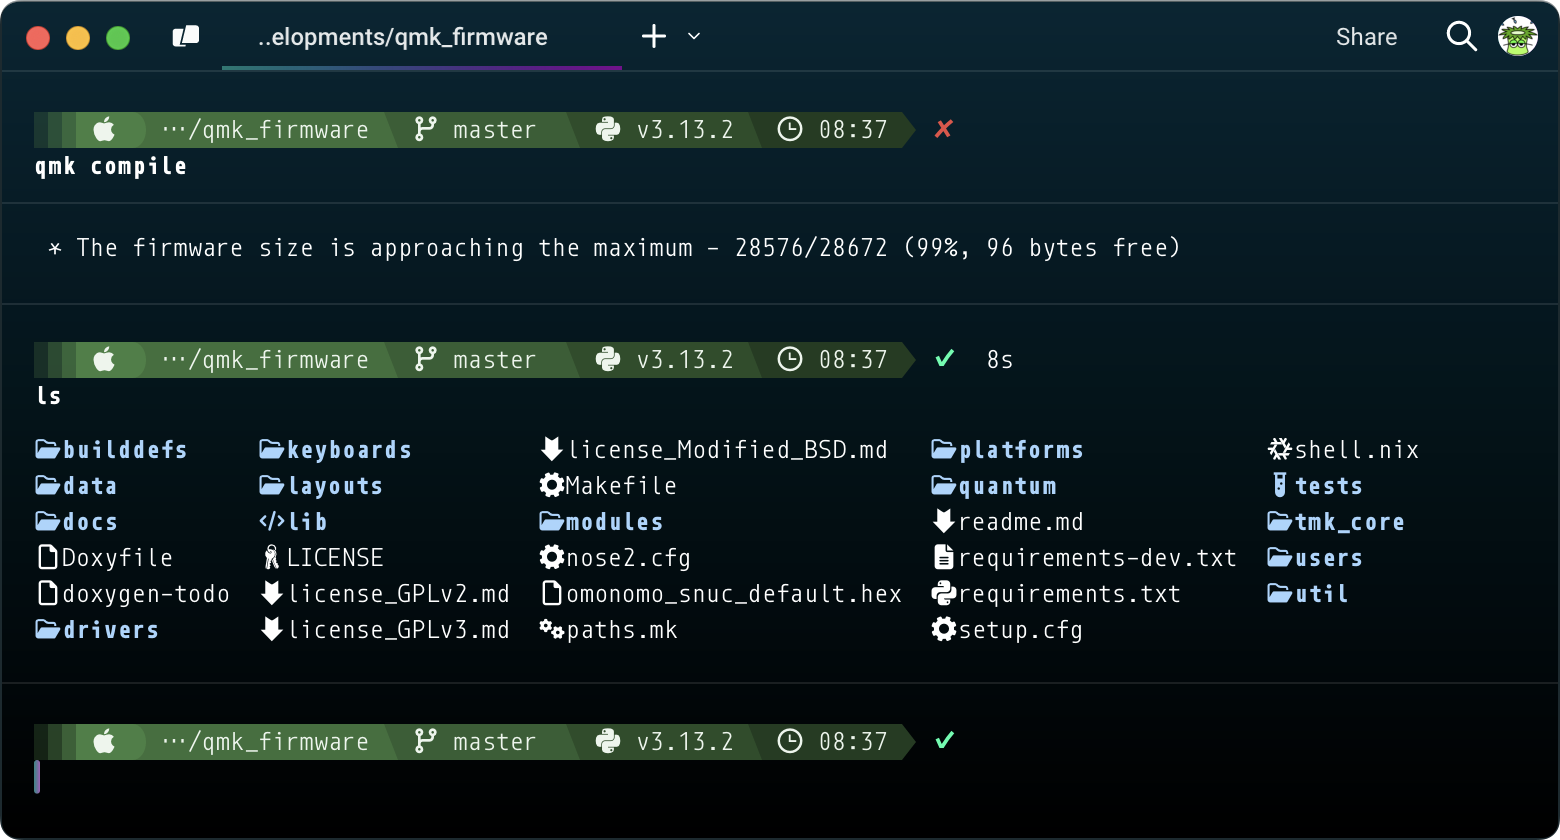 ..elopments/qmk_firmware + Share
···/qmk_firmware master v3.13.2 08:37 ✗
qmk compile
* The firmware size is approaching the maximum - 28576/28672 (99%, 96 bytes free)
···/qmk_firmware master v3.13.2 08:37 ✓ 8s
ls
builddefs keyboards license_Modified_BSD.md platforms shell.nix
data layouts Makefile quantum tests
docs lib modules readme.md tmk_core
Doxyfile LICENSE nose2.cfg requirements-dev.txt users
doxygen-todo license_GPLv2.md omonomo_snuc_default.hex requirements.txt util
drivers license_GPLv3.md paths.mk setup.cfg
···/qmk_firmware master v3.13.2 08:37 ✓